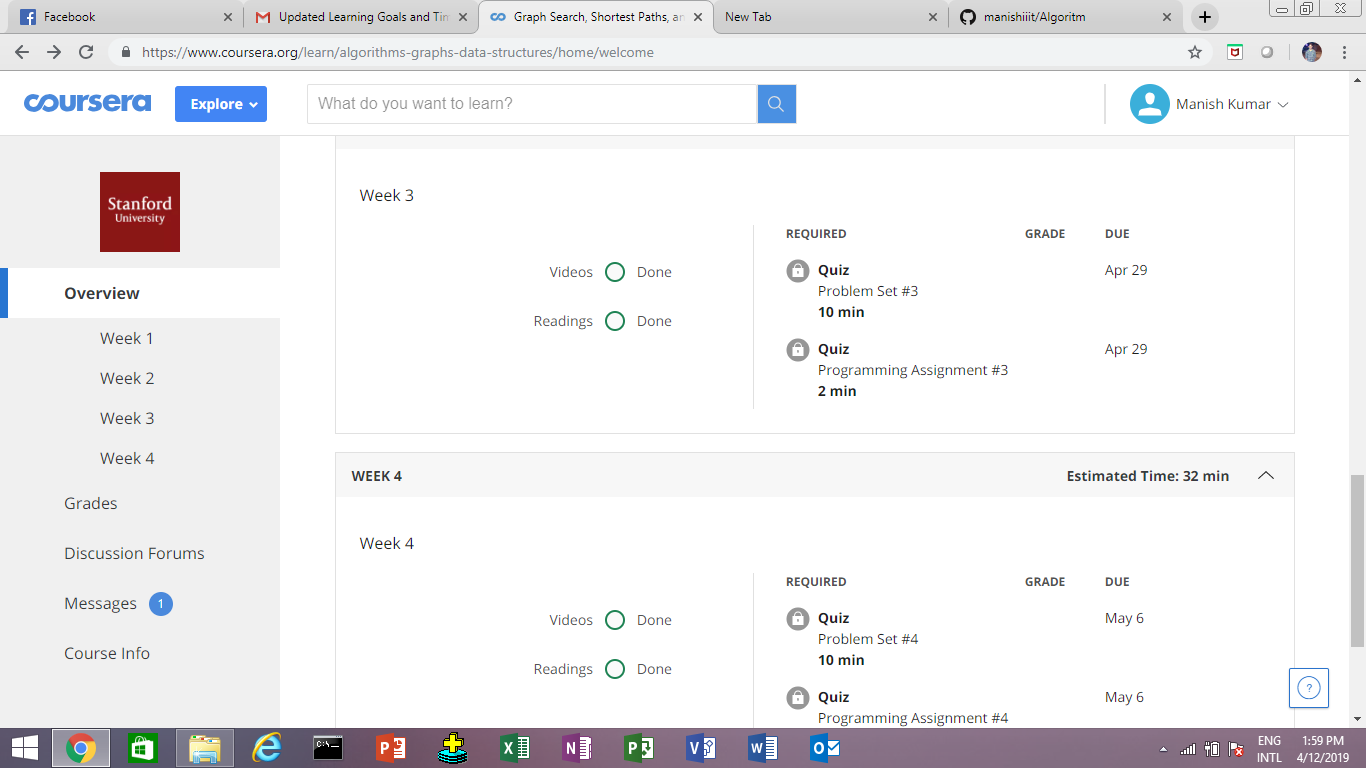 Facebook
Updated Learning Goals and Tim
Graph Search, Shortest Paths, an
New Tab
manishiiit/Algoritm
https://www.coursera.org/learn/algorithms-graphs-data-structures/home/welcome
coursera
Explore
What do you want to learn?
Manish Kumar
Stanford
University
Overview
Week 1
Week 2
Week 3
Week 4
Grades
Discussion Forums
Messages 1
Course Info
Week 3
REQUIRED GRADE DUE
Videos Done
Readings Done
Quiz Apr 29
Problem Set #3
10 min
Quiz Apr 29
Programming Assignment #3
2 min
WEEK 4 Estimated Time: 32 min
Week 4
REQUIRED GRADE DUE
Videos Done
Readings Done
Quiz May 6
Problem Set #4
10 min
Quiz May 6
Programming Assignment #4
?
ENG 1:59 PM
INTL 4/12/2019